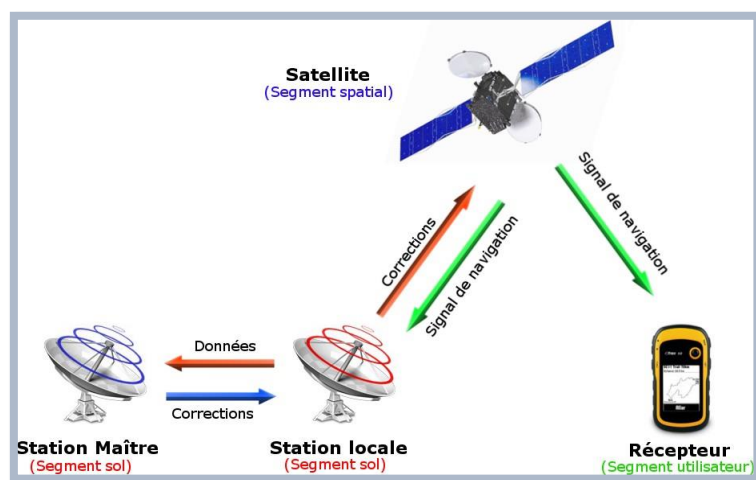 Satellite
(Segment spatial)
Corrections
Signal de navigation
Signal de navigation
Données
Corrections
Station Maître
(Segment sol)
Station locale
(Segment sol)
Récepteur
(Segment utilisateur)